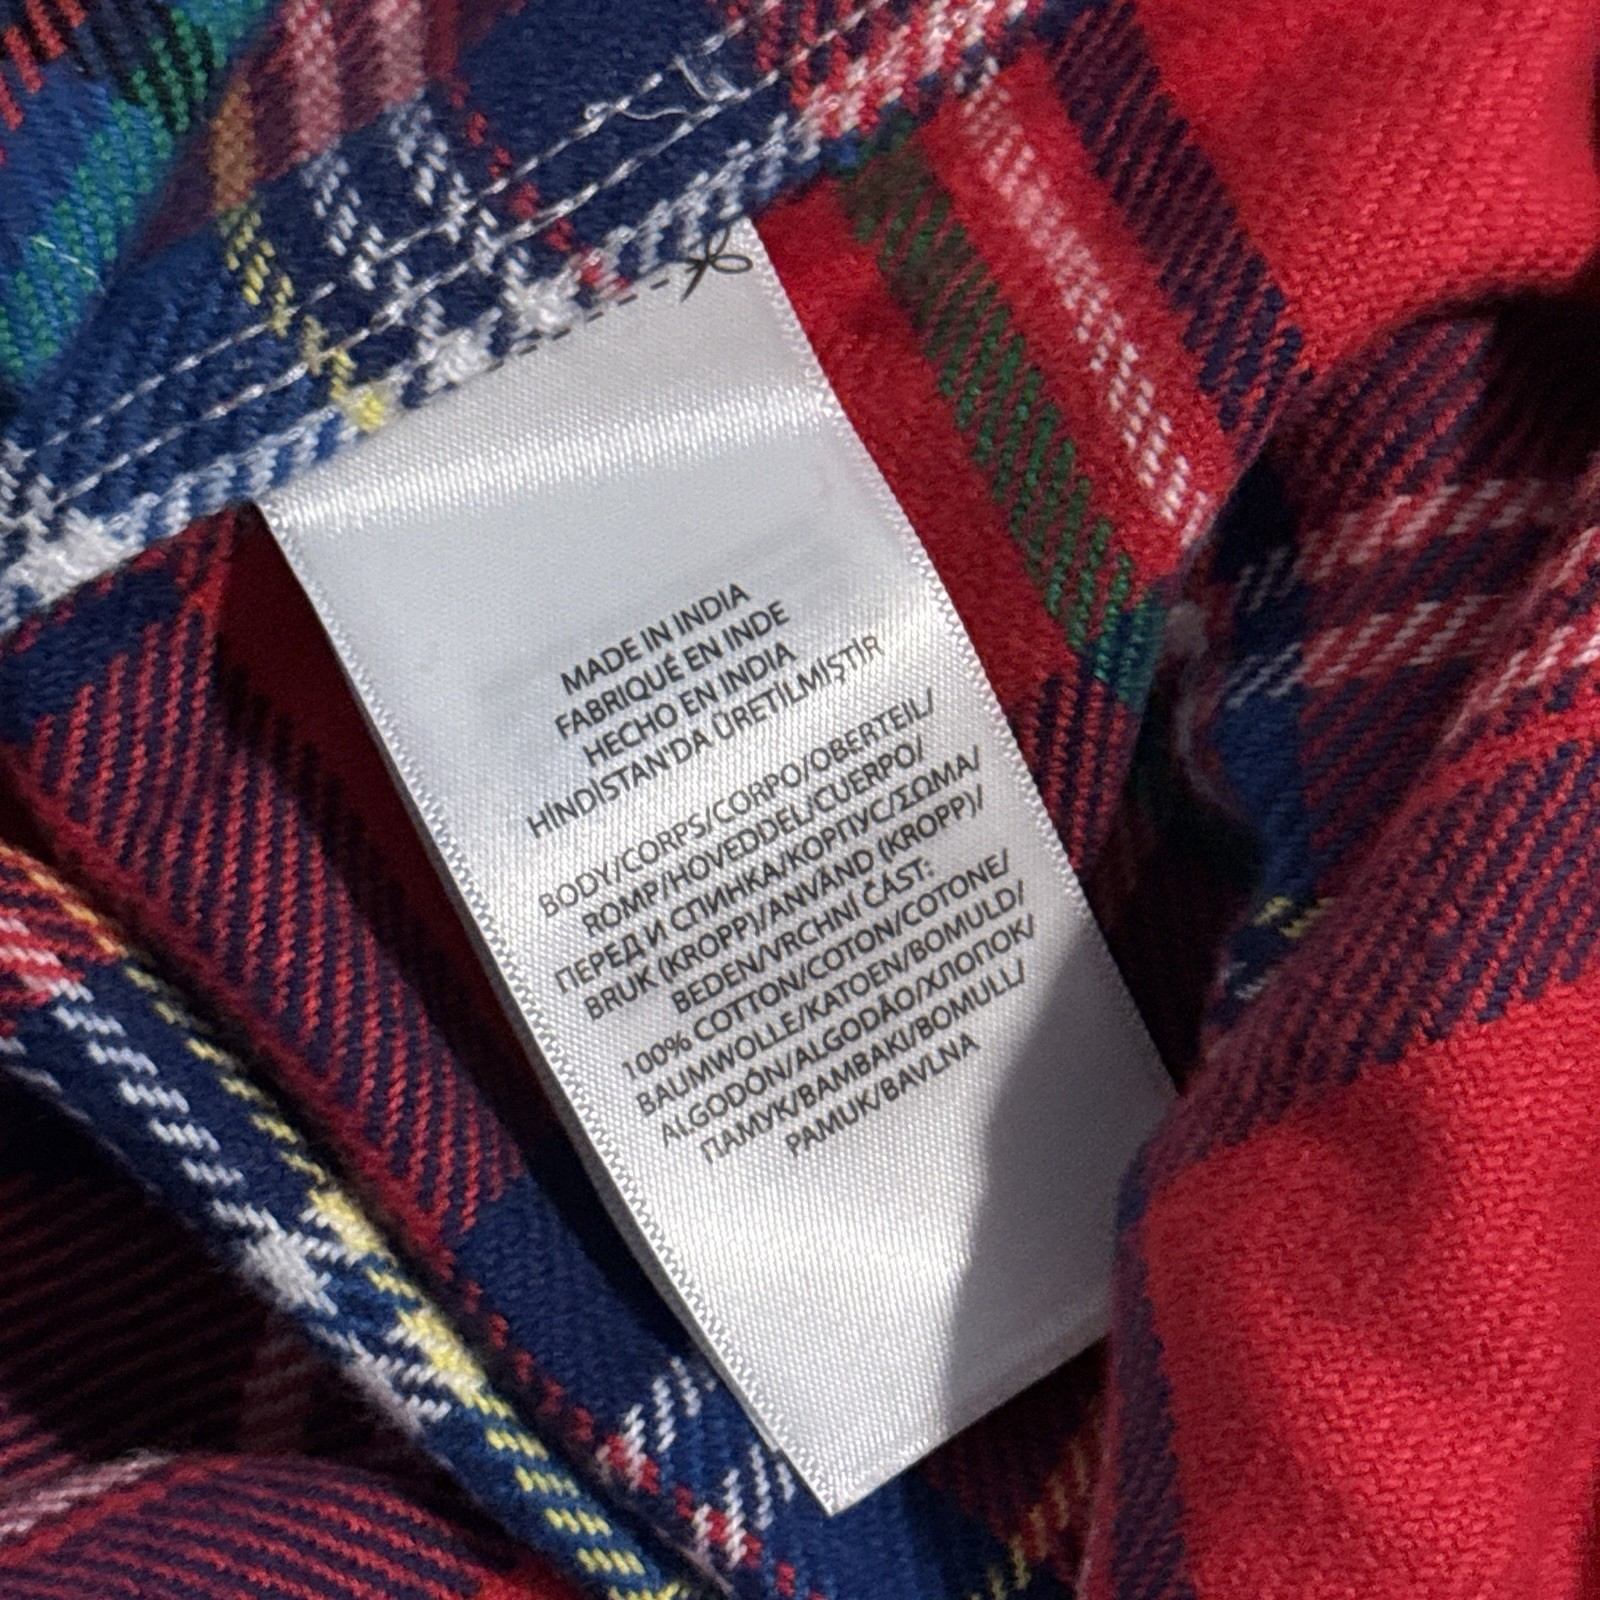 MADE IN INDIA
FABRIQUÉ EN INDE
HECHO EN INDIA
HİNDİSTAN'DA ÜRETİLMİŞTİR
BODY/CORPS/CORPO/OBERTEIL/
ROMP/HOVEDDEL/CUERPO/
ПЕРЕД И СПИНКА/КОРПУС/ΣΩΜΑ/
BRUK (KROPP)/ANVÄND (KROPP)/
BEDEN/VRCHNÍ ČÁST:
100% COTTON/COTON/COTONE/
BAUMWOLLE/KATOEN/BOMULD/
ALGODÓN/ALGODÃO/ХЛОПОК/
ПАМУК/BAMBAKI/BOMULL/
PAMUK/BAVLNA